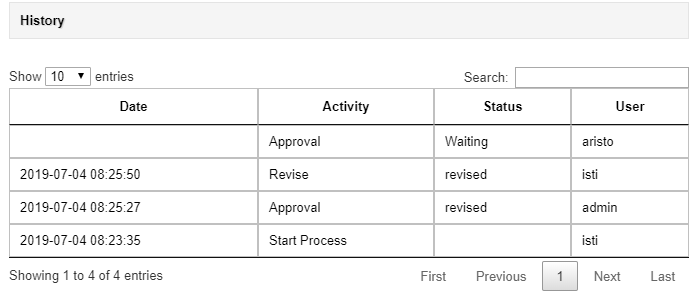 History
Show 10 entries Search:
Date Activity Status User
Approval Waiting aristo
2019-07-04 08:25:50 Revise revised isti
2019-07-04 08:25:27 Approval revised admin
2019-07-04 08:23:35 Start Process isti
Showing 1 to 4 of 4 entries First Previous 1 Next Last